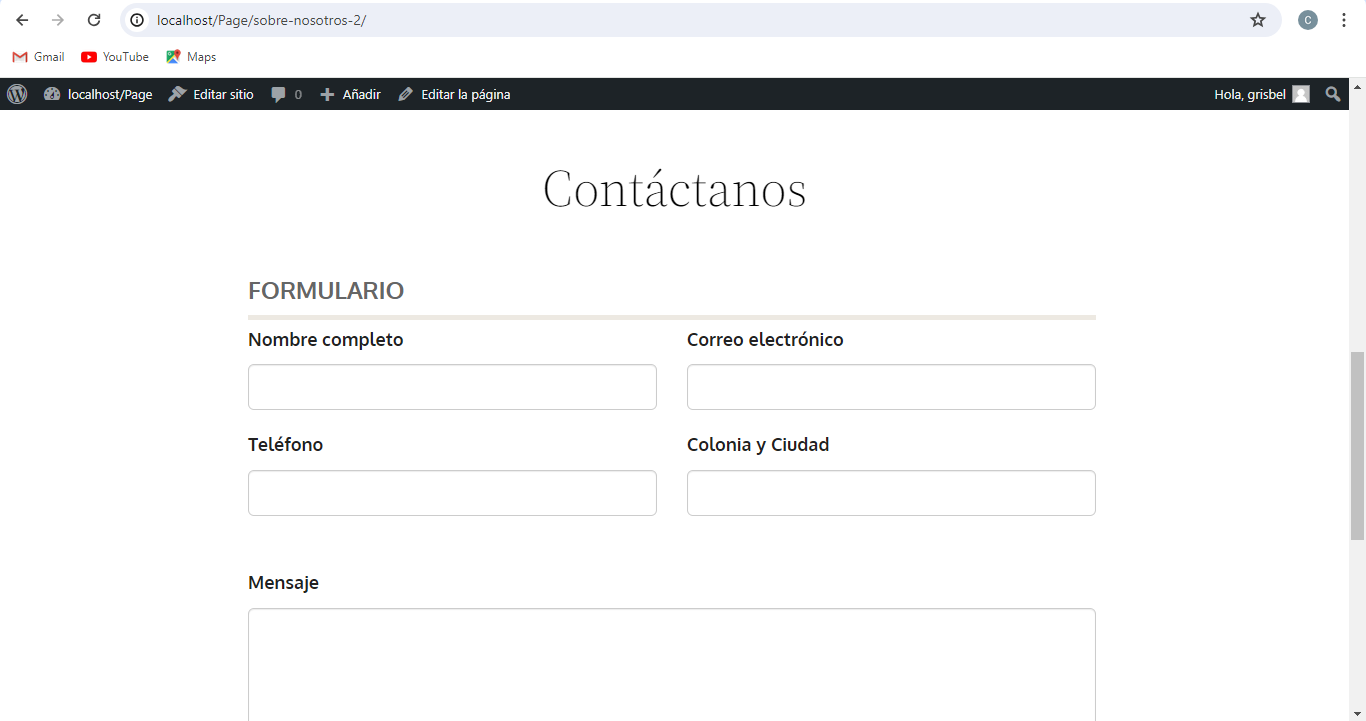 localhost/Page/sobre-nosotros-2/
C
Gmail YouTube Maps
localhost/Page Editar sitio 0 Añadir Editar la página Hola, grisbel
Contáctanos
FORMULARIO
Nombre completo Correo electrónico
Teléfono Colonia y Ciudad
Mensaje